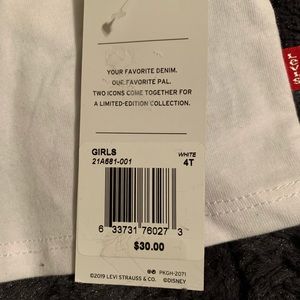 YOUR FAVORITE DENIM.
OUR FAVORITE PAL.
TWO ICONS COME TOGETHER FOR
A LIMITED-EDITION COLLECTION.
GIRLS
21A681-001
WHITE
4T
6 33731 76027 3
$30.00
PKGH-2071
©2019 LEVI STRAUSS & CO.
©DISNEY
LEVI'S